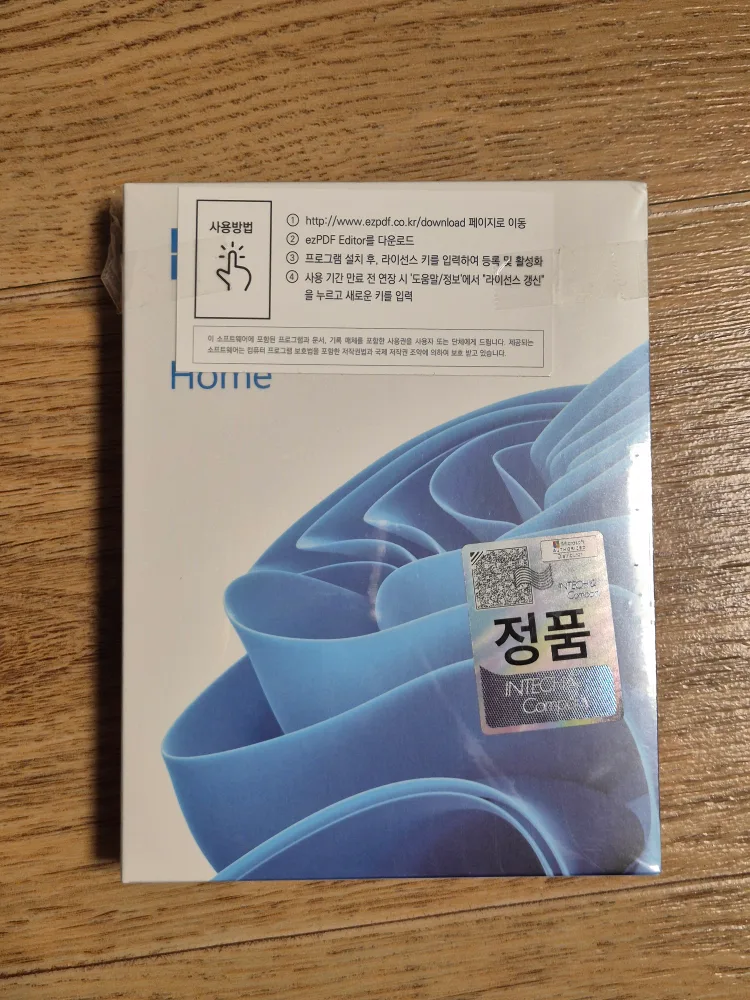 사용방법
① http://www.ezpdf.co.kr/download 페이지로 이동
② ezPDF Editor를 다운로드
③ 프로그램 설치 후, 라이선스 키를 입력하여 등록 및 활성화
④ 사용 기간 만료 전 연장 시 '도움말/정보'에서 "라이선스 갱신"
을 누르고 새로운 키를 입력
이 소프트웨어에 포함된 프로그램과 문서, 기록 매체를 포함한 사용권을 사용자 또는 단체에게 드립니다. 제공되는
소프트웨어는 컴퓨터 프로그램 보호법을 포함한 저작권법과 국제 저작권 조약에 의하여 보호 받고 있습니다.
Home
Microsoft
AUTHORIZED
INTECH &
Company
정품
INTECH &
Company